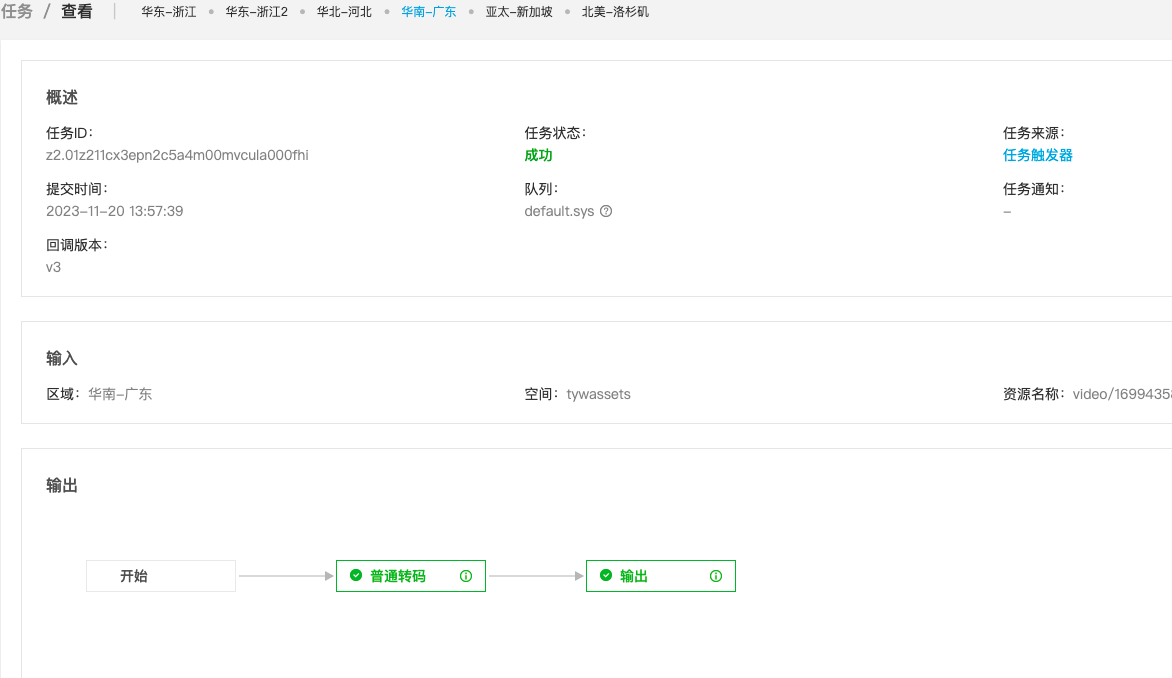 任务 / 查看 | 华东-浙江 • 华东-浙江2 • 华北-河北 • 华南-广东 • 亚太-新加坡 • 北美-洛杉矶
概述
任务ID： 任务状态： 任务来源：
z2.01z211cx3epn2c5a4m00mvcula000fhi 成功 任务触发器
提交时间： 队列： 任务通知：
2023-11-20 13:57:39 default.sys –
回调版本：
v3
输入
区域： 华南-广东 空间： tywassets 资源名称： video/1699435
输出
开始 普通转码 输出